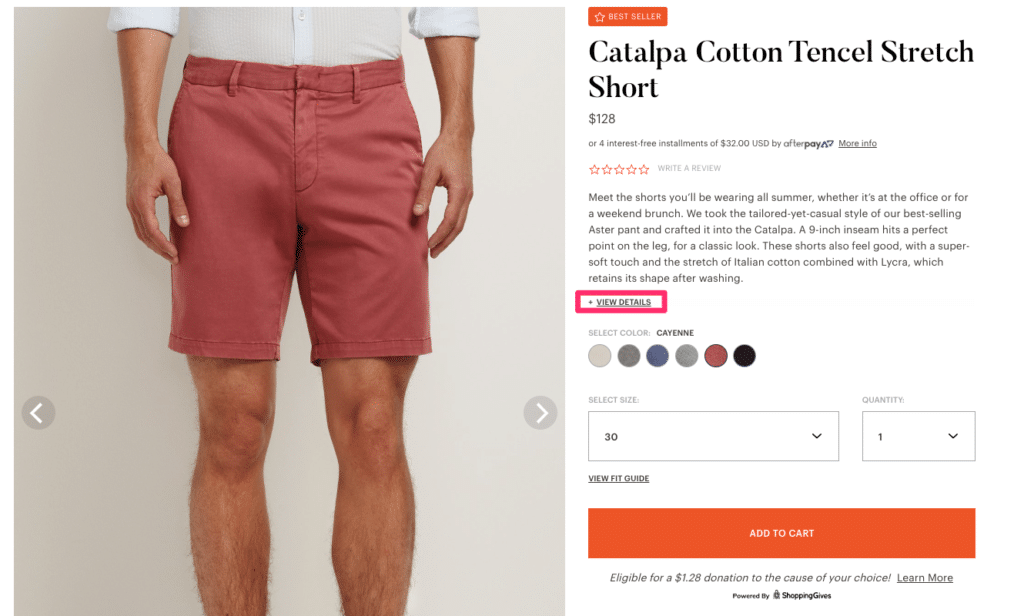 BEST SELLER
Catalpa Cotton Tencel Stretch
Short
$128
or 4 interest-free installments of $32.00 USD by afterpay More info
WRITE A REVIEW
Meet the shorts you'll be wearing all summer, whether it's at the office or for
a weekend brunch. We took the tailored-yet-casual style of our best-selling
Aster pant and crafted it into the Catalpa. A 9-inch inseam hits a perfect
point on the leg, for a classic look. These shorts also feel good, with a super-
soft touch and the stretch of Italian cotton combined with Lycra, which
retains its shape after washing.
+ VIEW DETAILS
SELECT COLOR: CAYENNE
SELECT SIZE: QUANTITY:
30 1
VIEW FIT GUIDE
ADD TO CART
Eligible for a $1.28 donation to the cause of your choice! Learn More
Powered By ShoppingGives